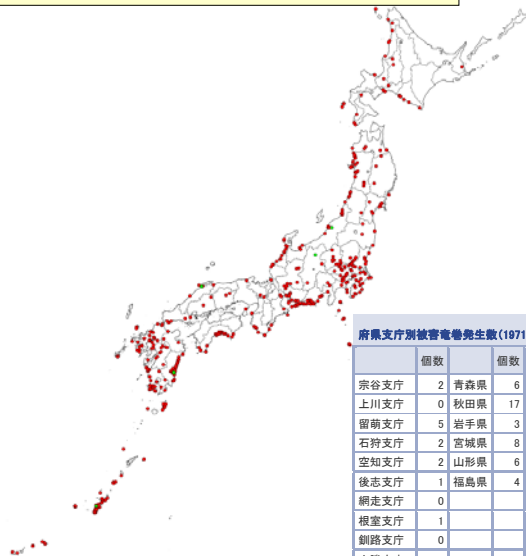 府県支庁別被害竜巻発生数(1971
個数 個数
宗谷支庁 2 青森県 6
上川支庁 0 秋田県 17
留萌支庁 5 岩手県 3
石狩支庁 2 宮城県 8
空知支庁 2 山形県 6
後志支庁 1 福島県 4
網走支庁 0
根室支庁 1
釧路支庁 0